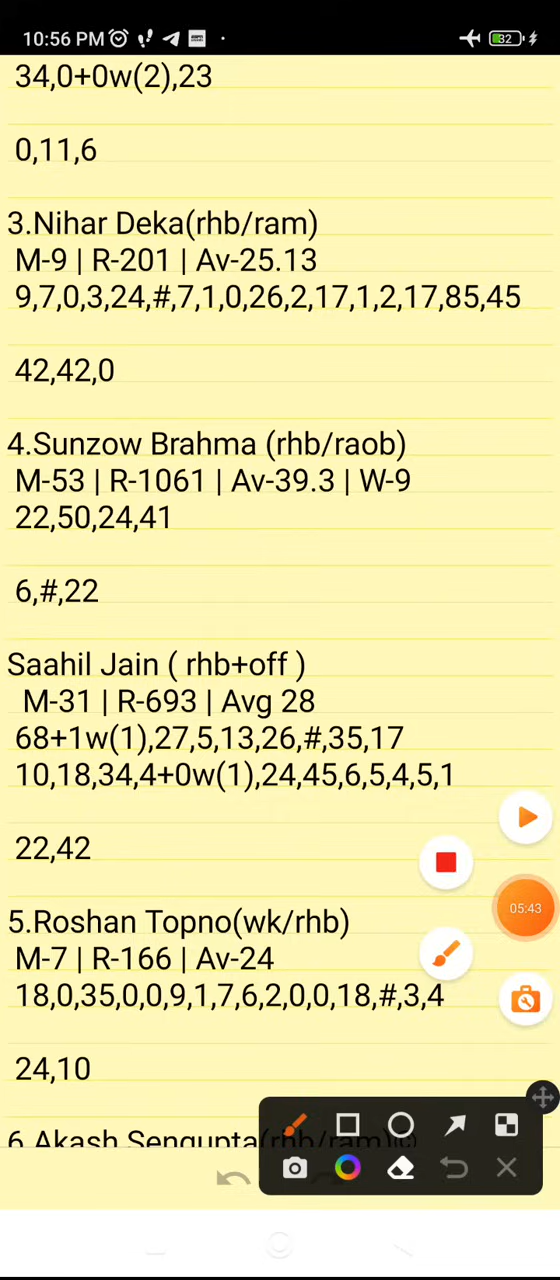 10:56 PM
32
34,0+0w(2),23
0,11,6
3.Nihar Deka(rhb/ram)
M-9 | R-201 | Av-25.13
9,7,0,3,24,#,7,1,0,26,2,17,1,2,17,85,45
42,42,0
4.Sunzow Brahma (rhb/raob)
M-53 | R-1061 | Av-39.3 | W-9
22,50,24,41
6,#,22
Saahil Jain ( rhb+off )
M-31 | R-693 | Avg 28
68+1w(1),27,5,13,26,#,35,17
10,18,34,4+0w(1),24,45,6,5,4,5,1
22,42
05:43
5.Roshan Topno(wk/rhb)
M-7 | R-166 | Av-24
18,0,35,0,0,9,1,7,6,2,0,0,18,#,3,4
24,10
6.Akash Sengupta(rhb/ram)©